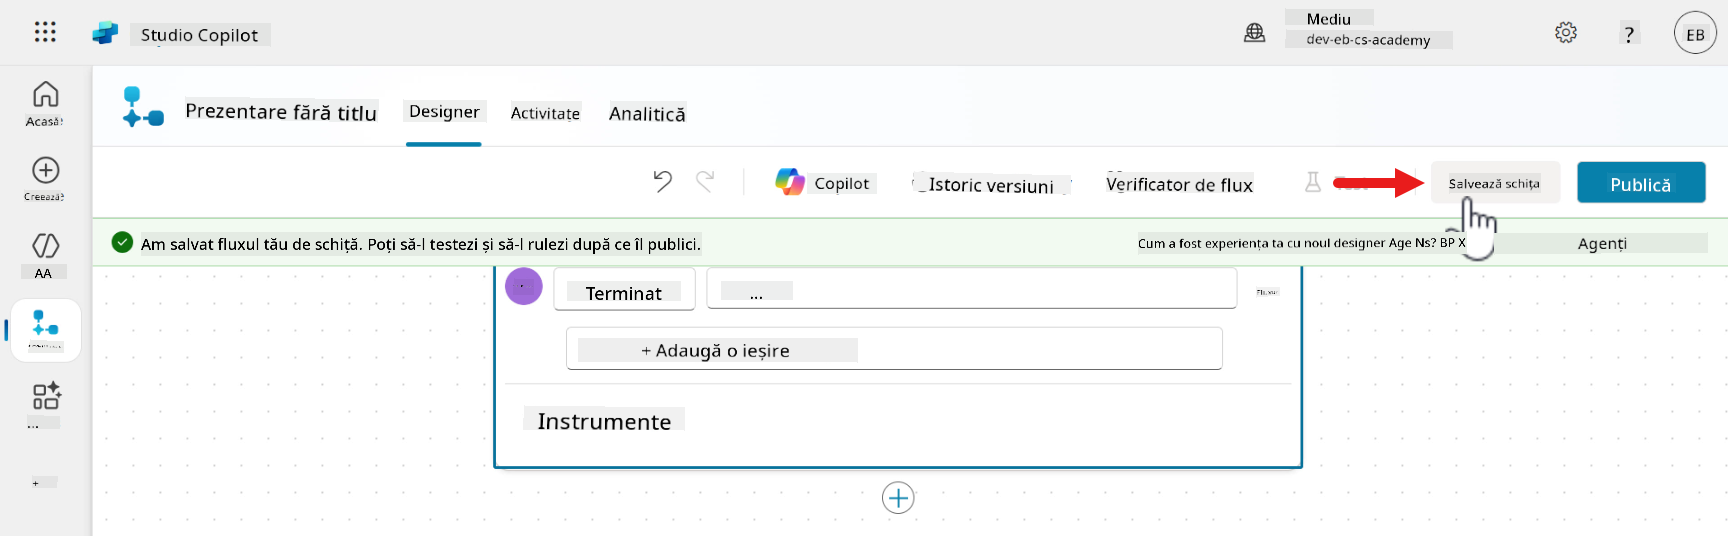 Studio Copilot
Mediu
dev-eb-cs-academy
?
EB
Acasă
Prezentare fără titlu
Designer
Activitate
Analitică
Creează?
Copilot
Istoric versiuni
Verificator de flux
Salvează schița
Publică
AA
Am salvat fluxul tău de schiță. Poți să-l testezi și să-l rulezi după ce îl publici.
Cum a fost experiența ta cu noul designer Age Ns? BP X
Agenți
Terminat
...
+ Adaugă o ieșire
Instrumente
...
+